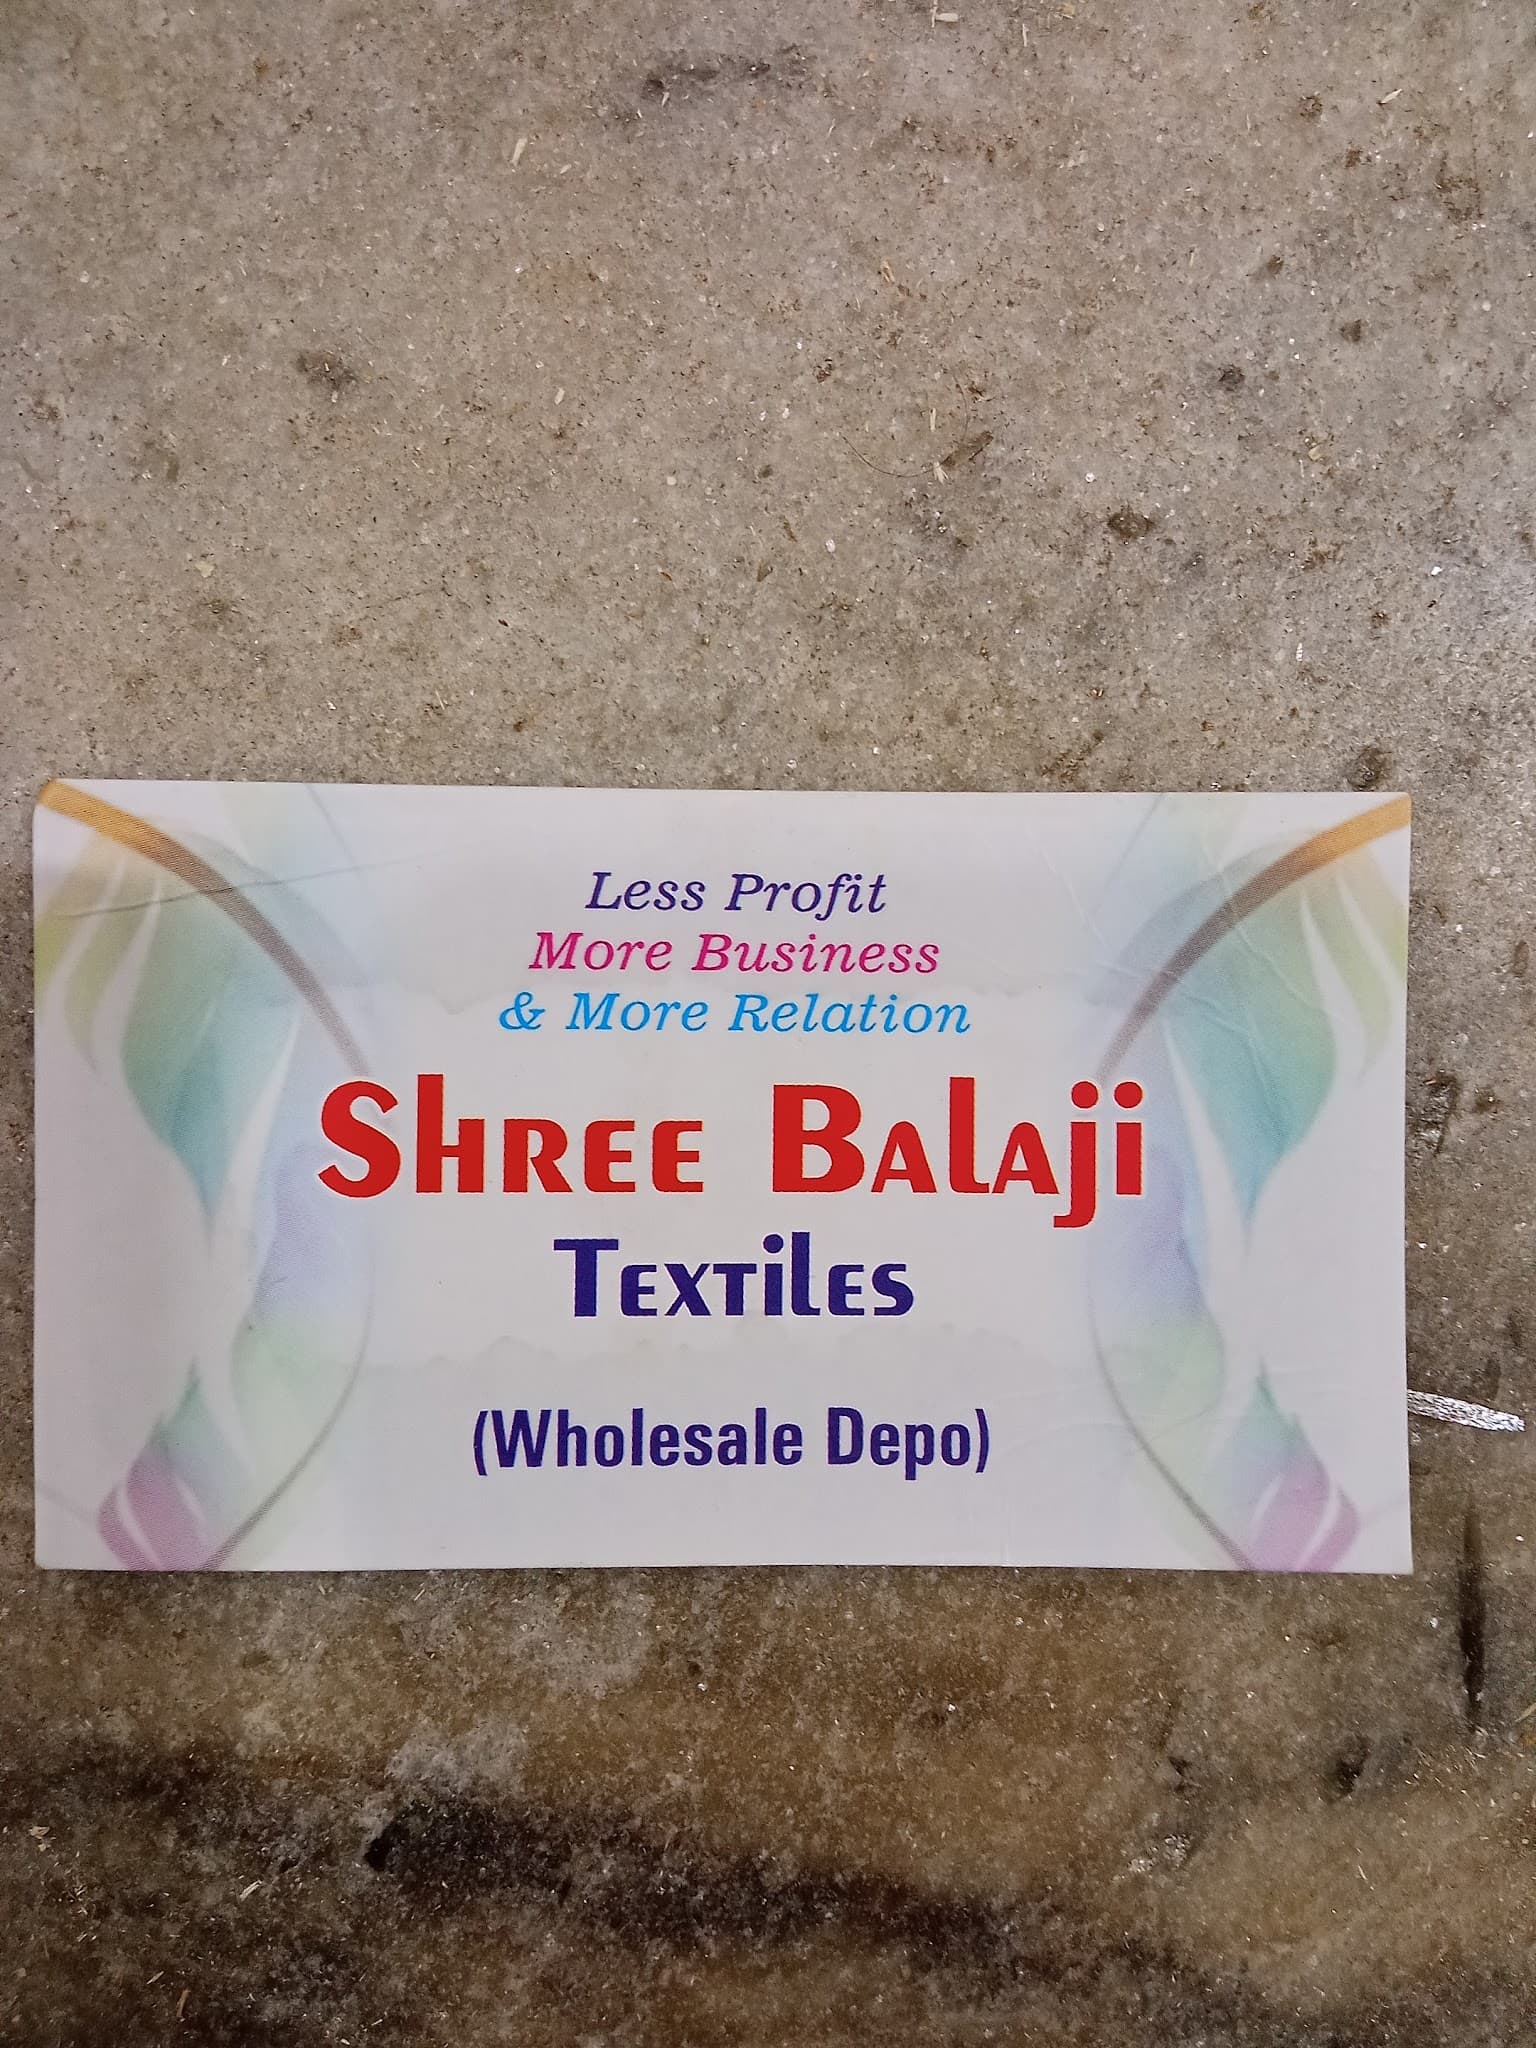 Less Profit
More Business
& More Relation
Shree Balaji
Textiles
(Wholesale Depo)